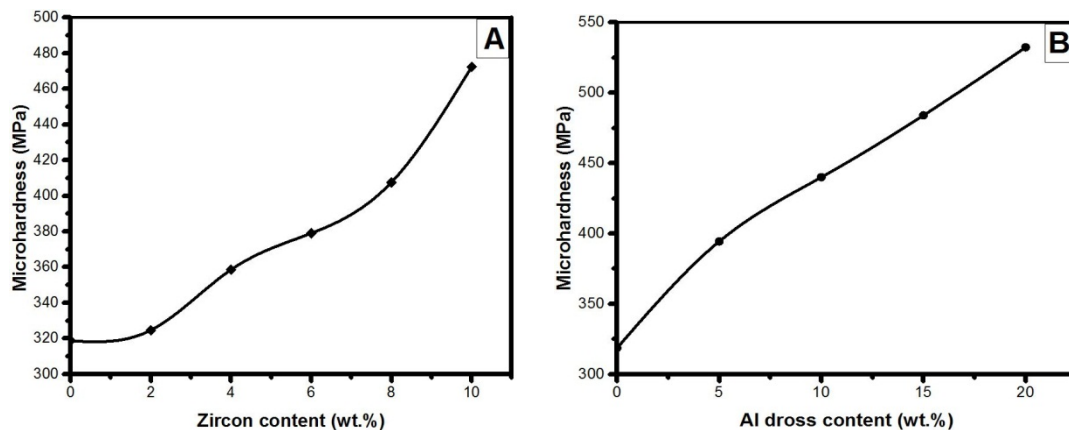 A
Microhardness (MPa)
500
480
460
440
420
400
380
360
340
320
300
0 2 4 6 8 10
Zircon content (wt.%)
B
Microhardness (MPa)
550
500
450
400
350
300
0 5 10 15 20
Al dross content (wt.%)